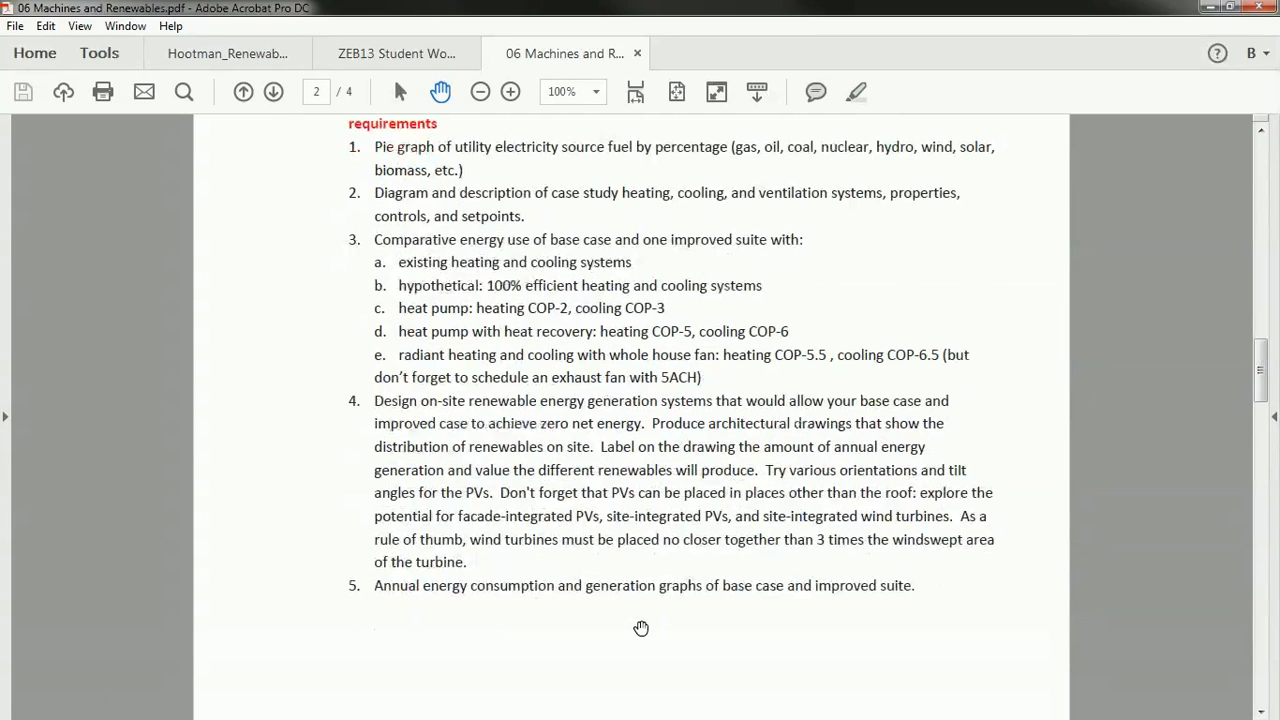 06 Machines and Renewables.pdf - Adobe Acrobat Pro DC
File Edit View Window Help
Home Tools Hootman_Renewab... ZEB13 Student Wo... 06 Machines and R... × ? B
2 / 4 100%
requirements
1. Pie graph of utility electricity source fuel by percentage (gas, oil, coal, nuclear, hydro, wind, solar,
biomass, etc.)
2. Diagram and description of case study heating, cooling, and ventilation systems, properties,
controls, and setpoints.
3. Comparative energy use of base case and one improved suite with:
a. existing heating and cooling systems
b. hypothetical: 100% efficient heating and cooling systems
c. heat pump: heating COP-2, cooling COP-3
d. heat pump with heat recovery: heating COP-5, cooling COP-6
e. radiant heating and cooling with whole house fan: heating COP-5.5 , cooling COP-6.5 (but
don't forget to schedule an exhaust fan with 5ACH)
4. Design on-site renewable energy generation systems that would allow your base case and
improved case to achieve zero net energy. Produce architectural drawings that show the
distribution of renewables on site. Label on the drawing the amount of annual energy
generation and value the different renewables will produce. Try various orientations and tilt
angles for the PVs. Don't forget that PVs can be placed in places other than the roof: explore the
potential for facade-integrated PVs, site-integrated PVs, and site-integrated wind turbines. As a
rule of thumb, wind turbines must be placed no closer together than 3 times the windswept area
of the turbine.
5. Annual energy consumption and generation graphs of base case and improved suite.